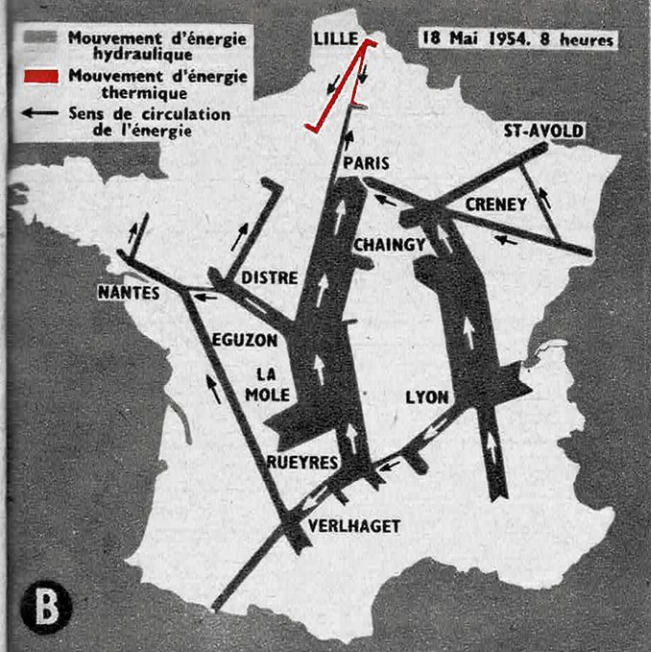 Mouvement d'énergie
hydraulique
Mouvement d'énergie
thermique
Sens de circulation
de l'énergie
LILLE
18 Mai 1954. 8 heures
ST-AVOLD
PARIS
CRENEY
CHAINGY
DISTRE
NANTES
EGUZON
LA
MOLE
LYON
RUEYRES
VERLHAGET
B